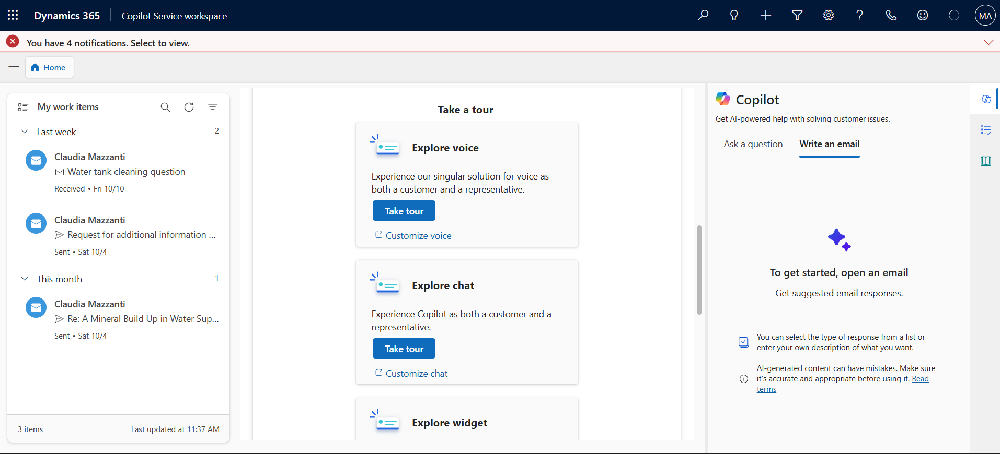 Dynamics 365
Copilot Service workspace
MA
You have 4 notifications. Select to view.
Home
My work items
Last week
2
Claudia Mazzanti
Water tank cleaning question
Received • Fri 10/10
Claudia Mazzanti
Request for additional information ...
Sent • Sat 10/4
This month
1
Claudia Mazzanti
Re: A Mineral Build Up in Water Sup...
Sent • Sat 10/4
3 items
Last updated at 11:37 AM
Take a tour
Explore voice
Experience our singular solution for voice as
both a customer and a representative.
Take tour
Customize voice
Explore chat
Experience Copilot as both a customer and a
representative.
Take tour
Customize chat
Explore widget
Copilot
Get AI-powered help with solving customer issues.
Ask a question
Write an email
To get started, open an email
Get suggested email responses.
You can select the type of response from a list or
enter your own description of what you want.
AI-generated content can have mistakes. Make sure
it's accurate and appropriate before using it. Read
terms